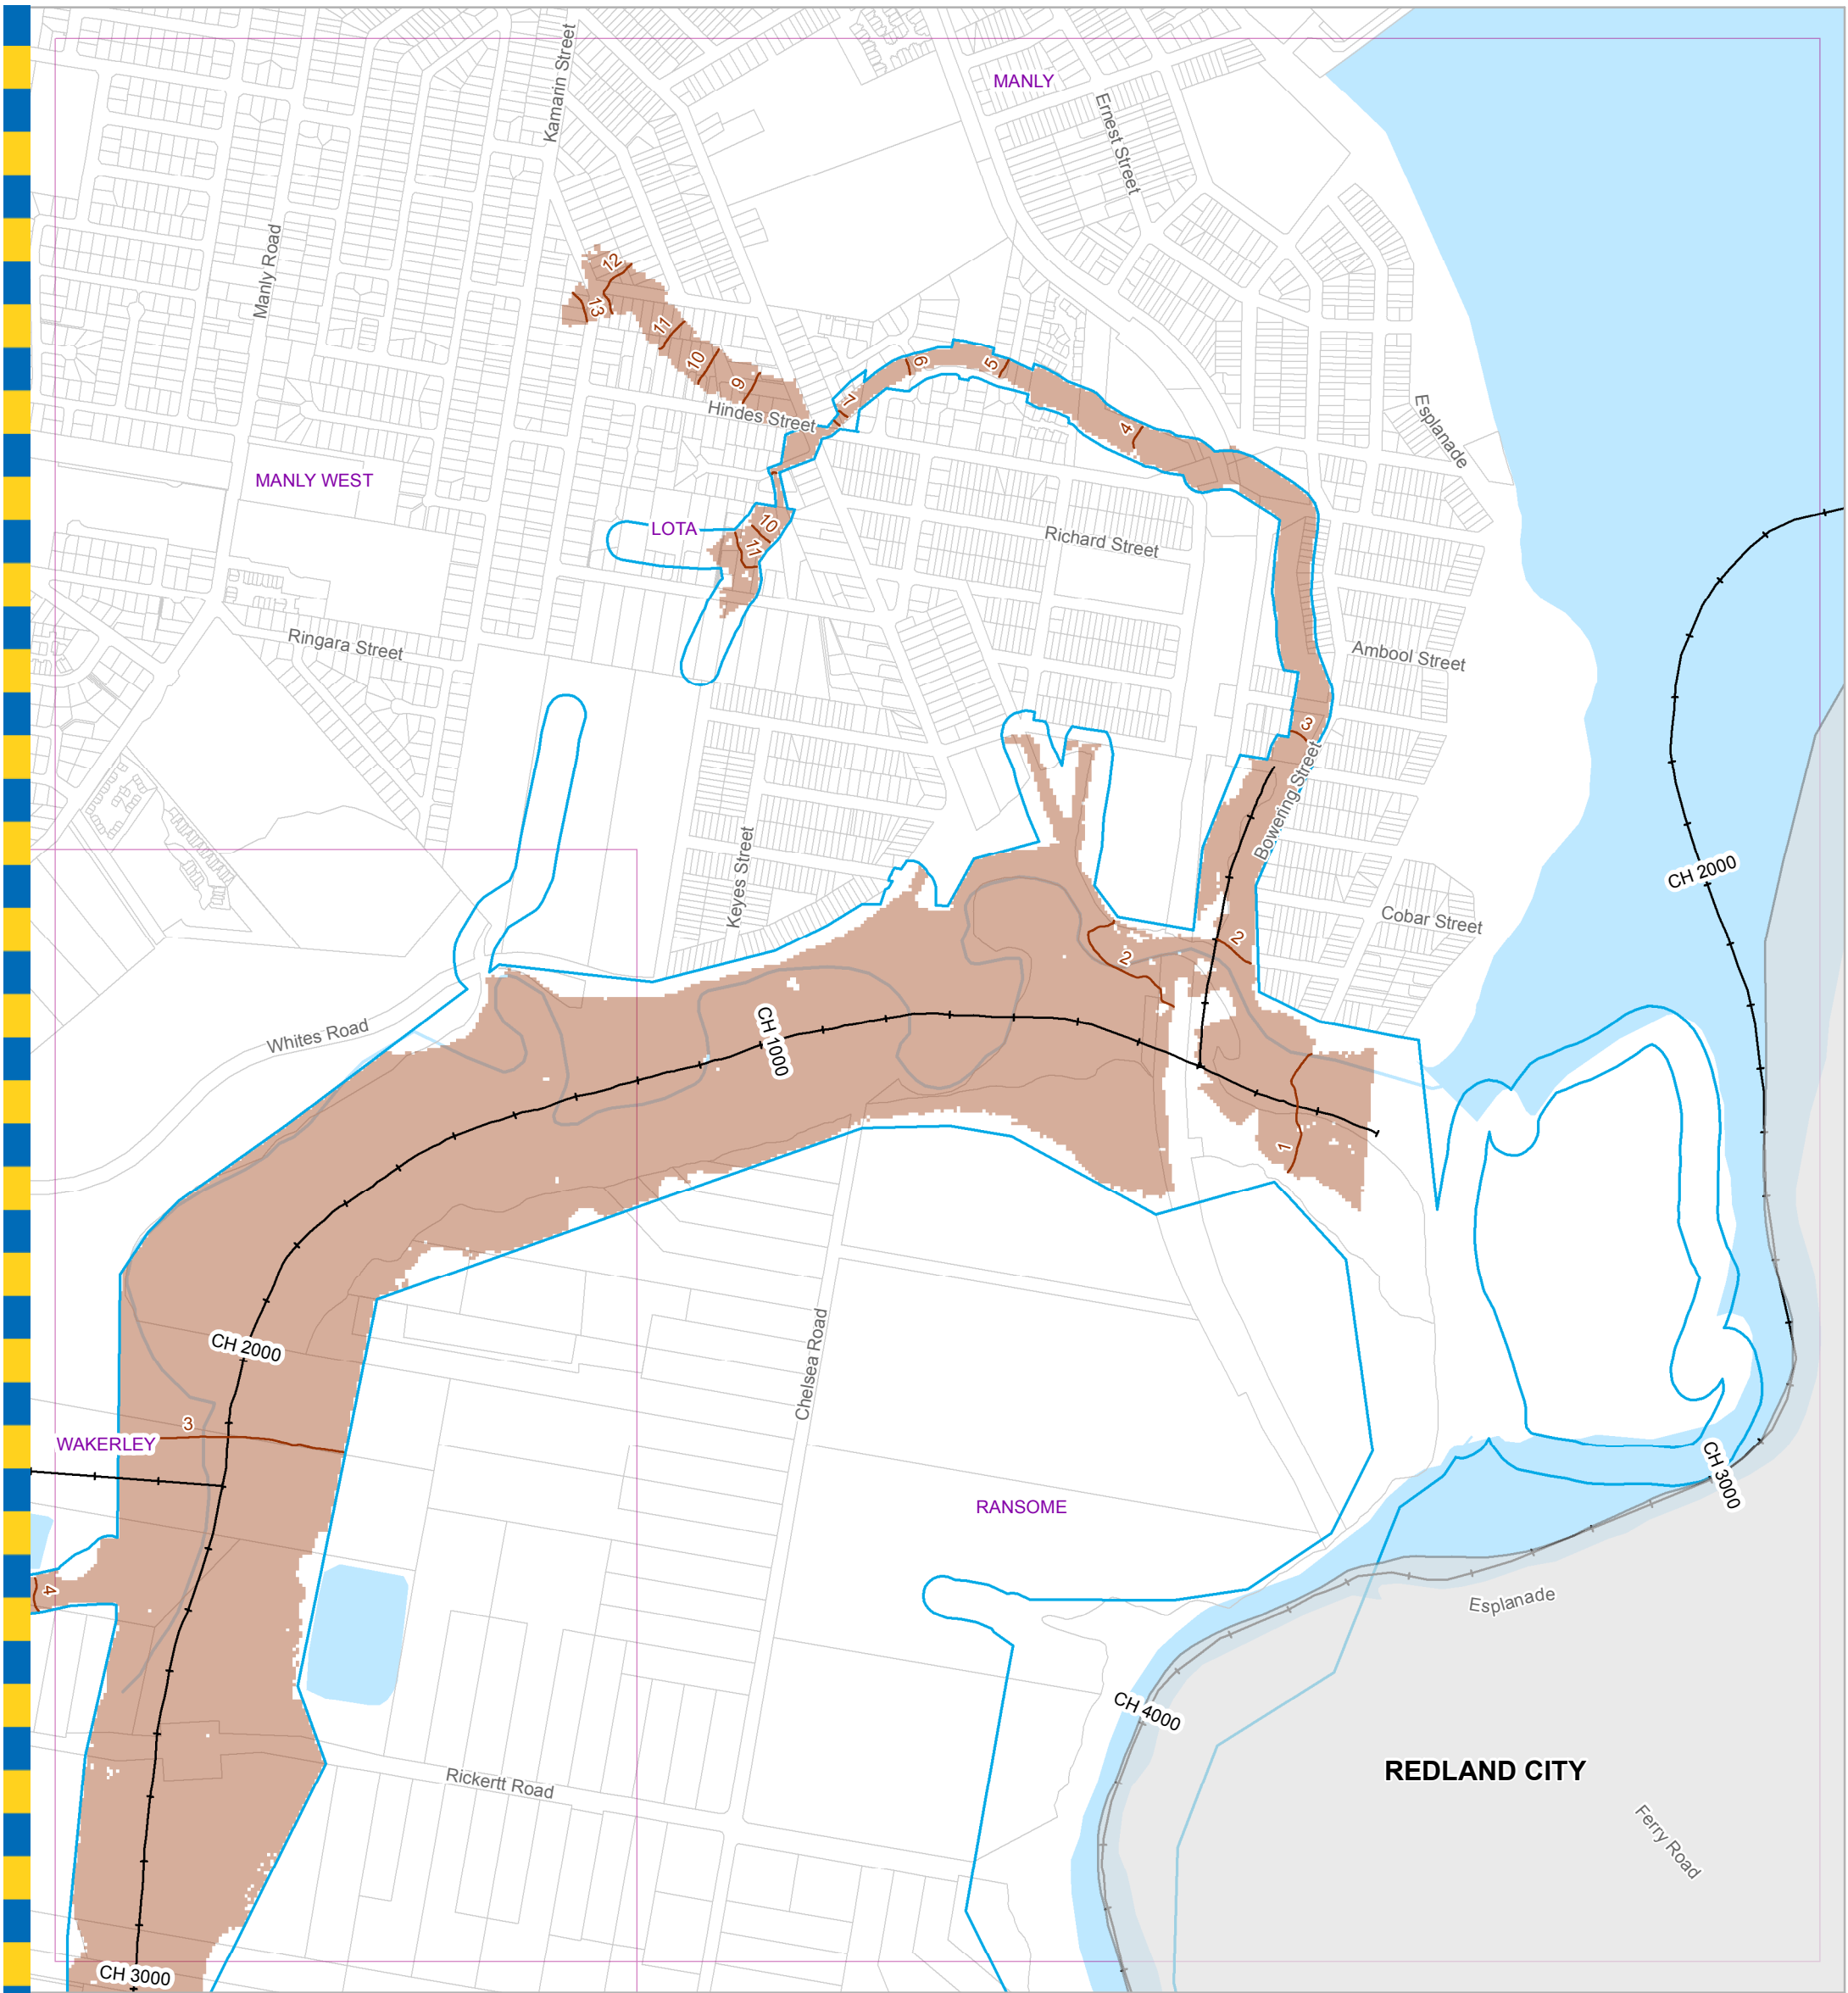 MANLY
Kamarin Street
Ernest Street
Manly Road
12
13
11
10
9
Hindes Street
7
6
5
4
Esplanade
MANLY WEST
LOTA
10
11
Richard Street
Ringara Street
Ambool Street
3
Bowering Street
CH 2000
Keyes Street
Cobar Street
2
2
Whites Road
CH 1000
1
CH 2000
Chelsea Road
3
WAKERLEY
CH 3000
RANSOME
4
Esplanade
CH 4000
REDLAND CITY
Rickertt Road
Ferry Road
CH 3000